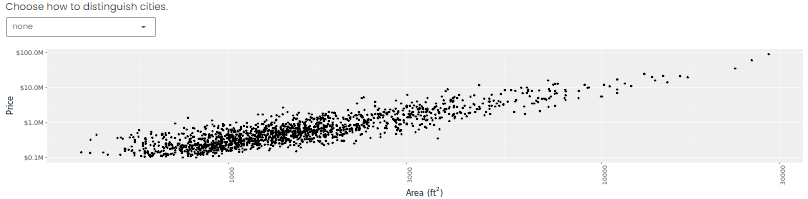 Choose how to distinguish cities.
none
$100.0M
$10.0M
$1.0M
$0.1M
Price
1000
3000
10000
30000
Area (ft²)